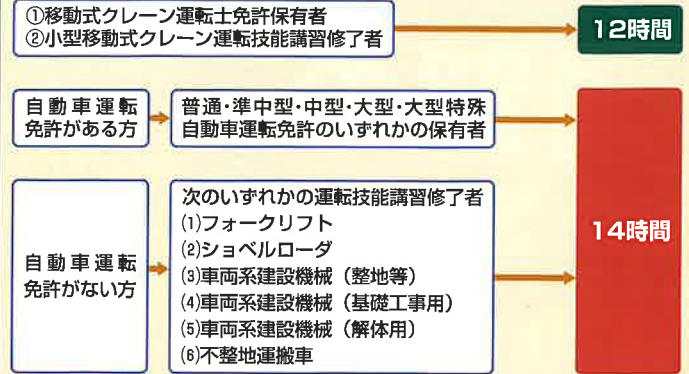 ①移動式クレーン運転士免許保有者
②小型移動式クレーン運転技能講習修了者
12時間
自動車運転
免許がある方
普通・準中型・中型・大型・大型特殊
自動車運転免許のいずれかの保有者
自動車運転
免許がない方
次のいずれかの運転技能講習修了者
(1)フォークリフト
(2)ショベルローダ
(3)車両系建設機械（整地等）
(4)車両系建設機械（基礎工事用）
(5)車両系建設機械（解体用）
(6)不整地運搬車
14時間